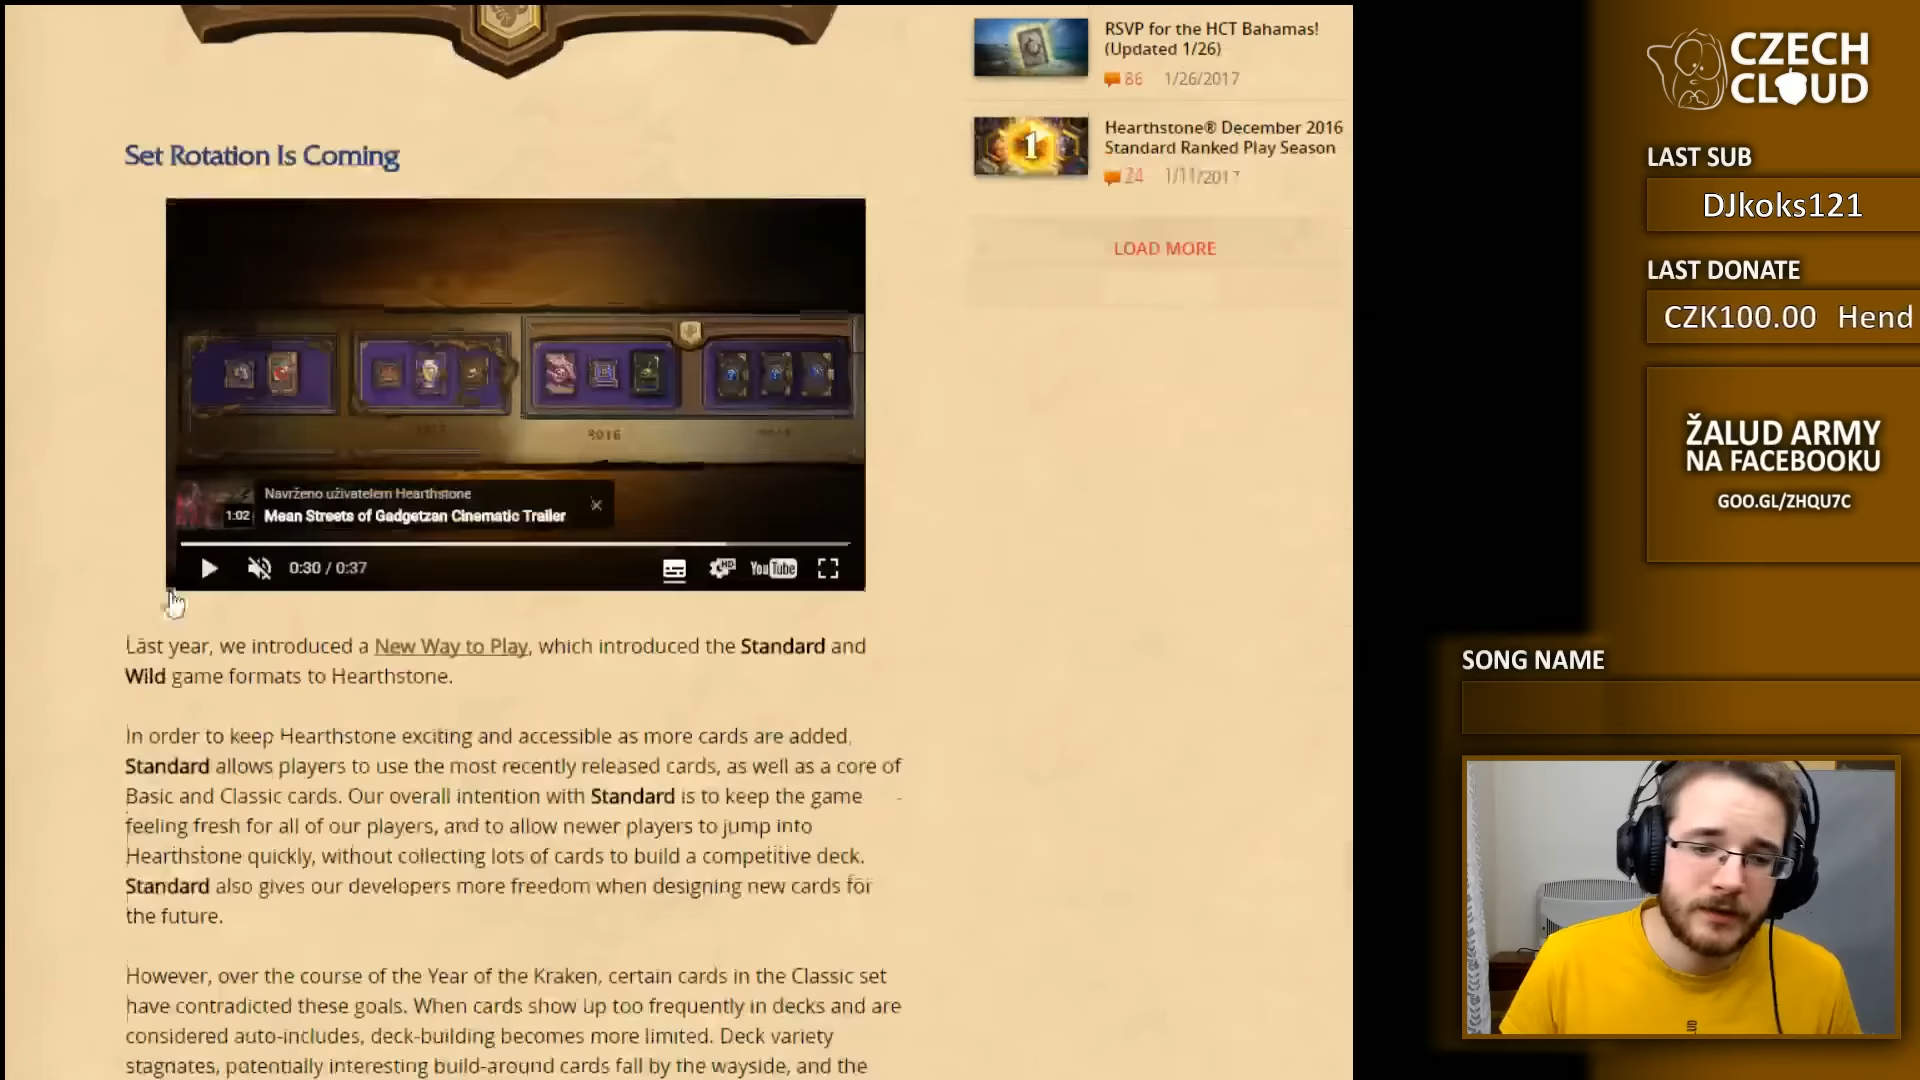 RSVP for the HCT Bahamas!
(Updated 1/26)
86 1/26/2017
Hearthstone® December 2016
Standard Ranked Play Season
24 1/11/2017
LOAD MORE
Set Rotation Is Coming
2016
Navrženo uživatelem Hearthstone
1:02 Mean Streets of Gadgetzan Cinematic Trailer
0:30 / 0:37
HD
YouTube
Last year, we introduced a New Way to Play, which introduced the Standard and
Wild game formats to Hearthstone.
In order to keep Hearthstone exciting and accessible as more cards are added,
Standard allows players to use the most recently released cards, as well as a core of
Basic and Classic cards. Our overall intention with Standard is to keep the game
feeling fresh for all of our players, and to allow newer players to jump into
Hearthstone quickly, without collecting lots of cards to build a competitive deck.
Standard also gives our developers more freedom when designing new cards for
the future.
However, over the course of the Year of the Kraken, certain cards in the Classic set
have contradicted these goals. When cards show up too frequently in decks and are
considered auto-includes, deck-building becomes more limited. Deck variety
stagnates, potentially interesting build-around cards fall by the wayside, and the
CZECH
CLOUD
LAST SUB
DJkoks121
LAST DONATE
CZK100.00 Hend
ŽALUD ARMY
NA FACEBOOKU
GOO.GL/ZHQU7C
SONG NAME